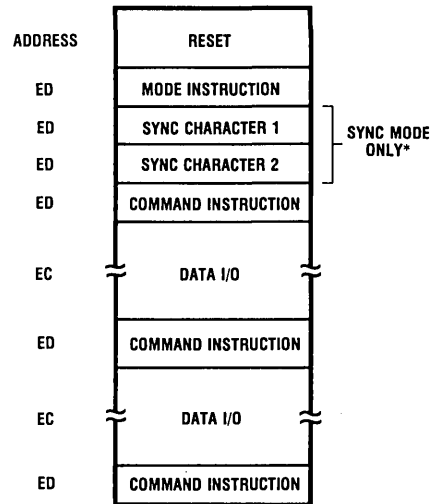 ADDRESS RESET
ED MODE INSTRUCTION
ED SYNC CHARACTER 1
SYNC MODE
ONLY*
ED SYNC CHARACTER 2
ED COMMAND INSTRUCTION
EC DATA I/O
ED COMMAND INSTRUCTION
EC DATA I/O
ED COMMAND INSTRUCTION